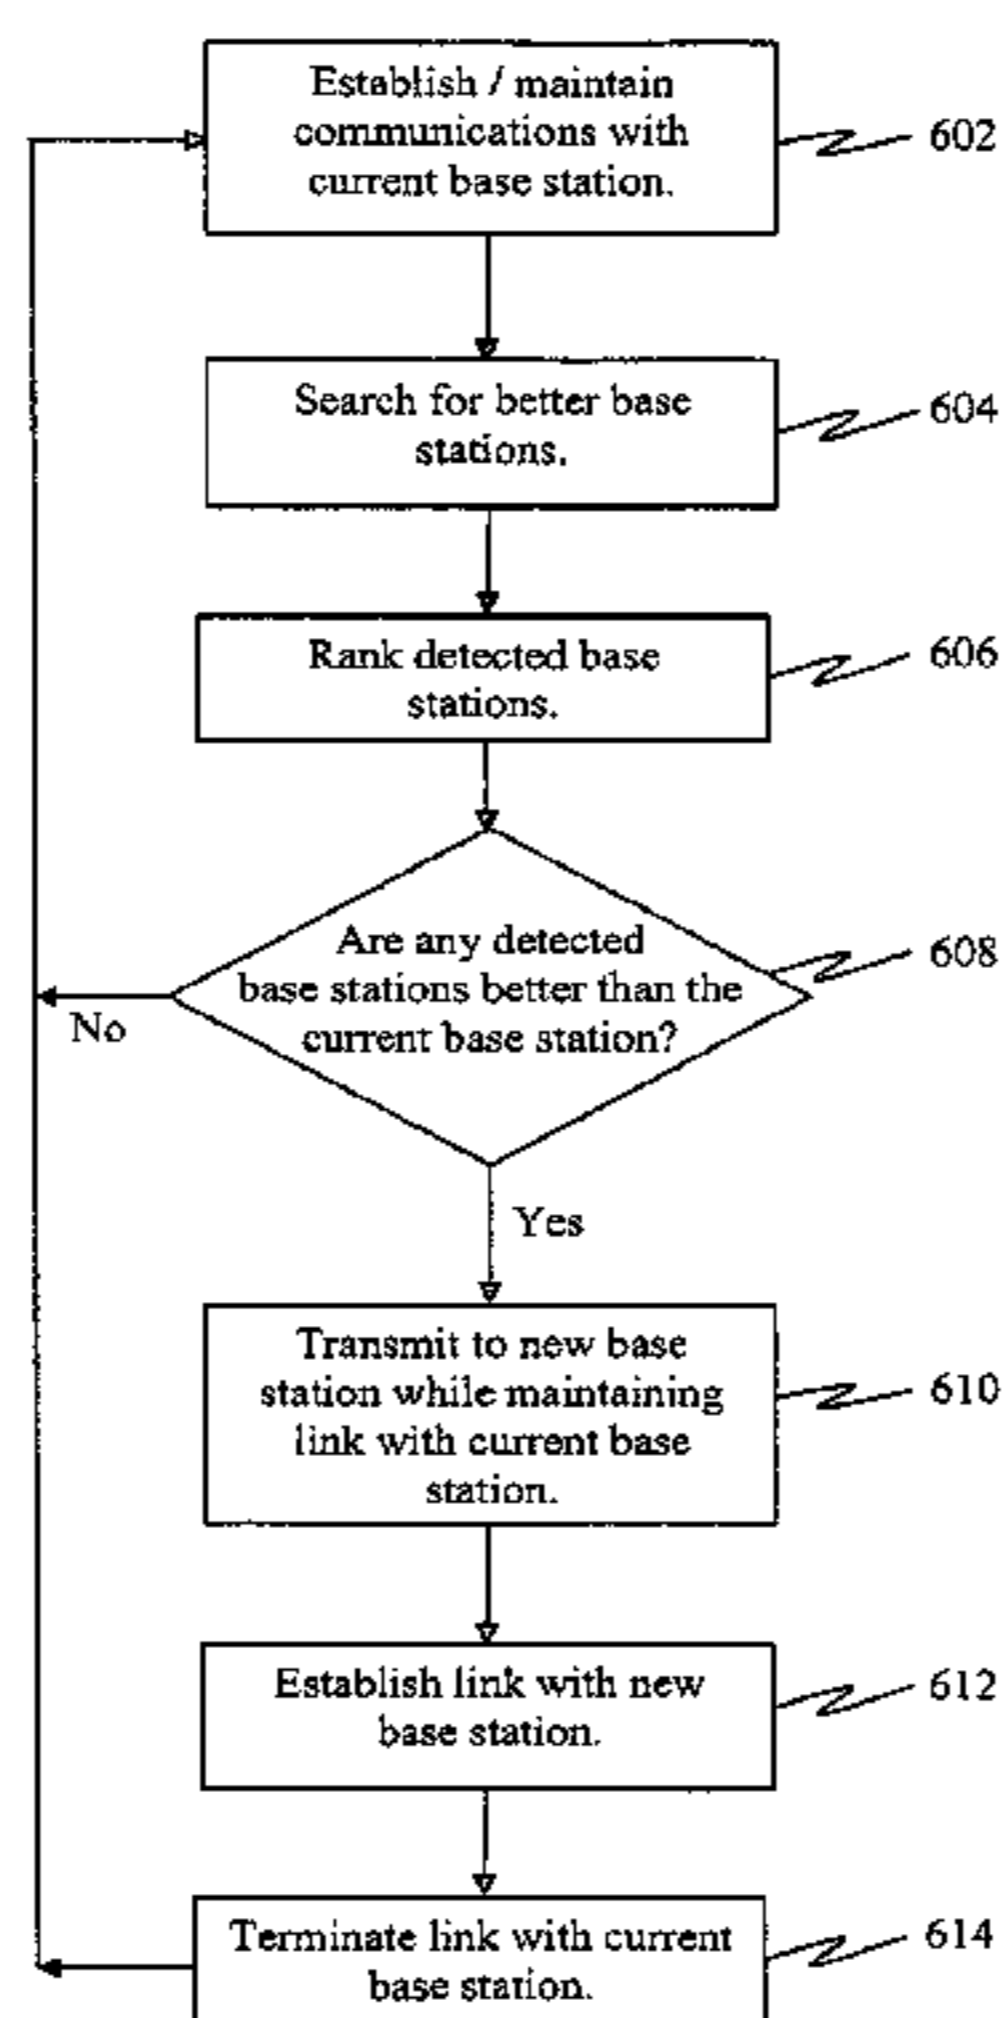 Establish / maintain
communications with
current base station.
602
Search for better base
stations.
604
Rank detected base
stations.
606
Are any detected
base stations better than the
current base station?
608
No
Yes
Transmit to new base
station while maintaining
link with current base
station.
610
Establish link with new
base station.
612
Terminate link with current
base station.
614